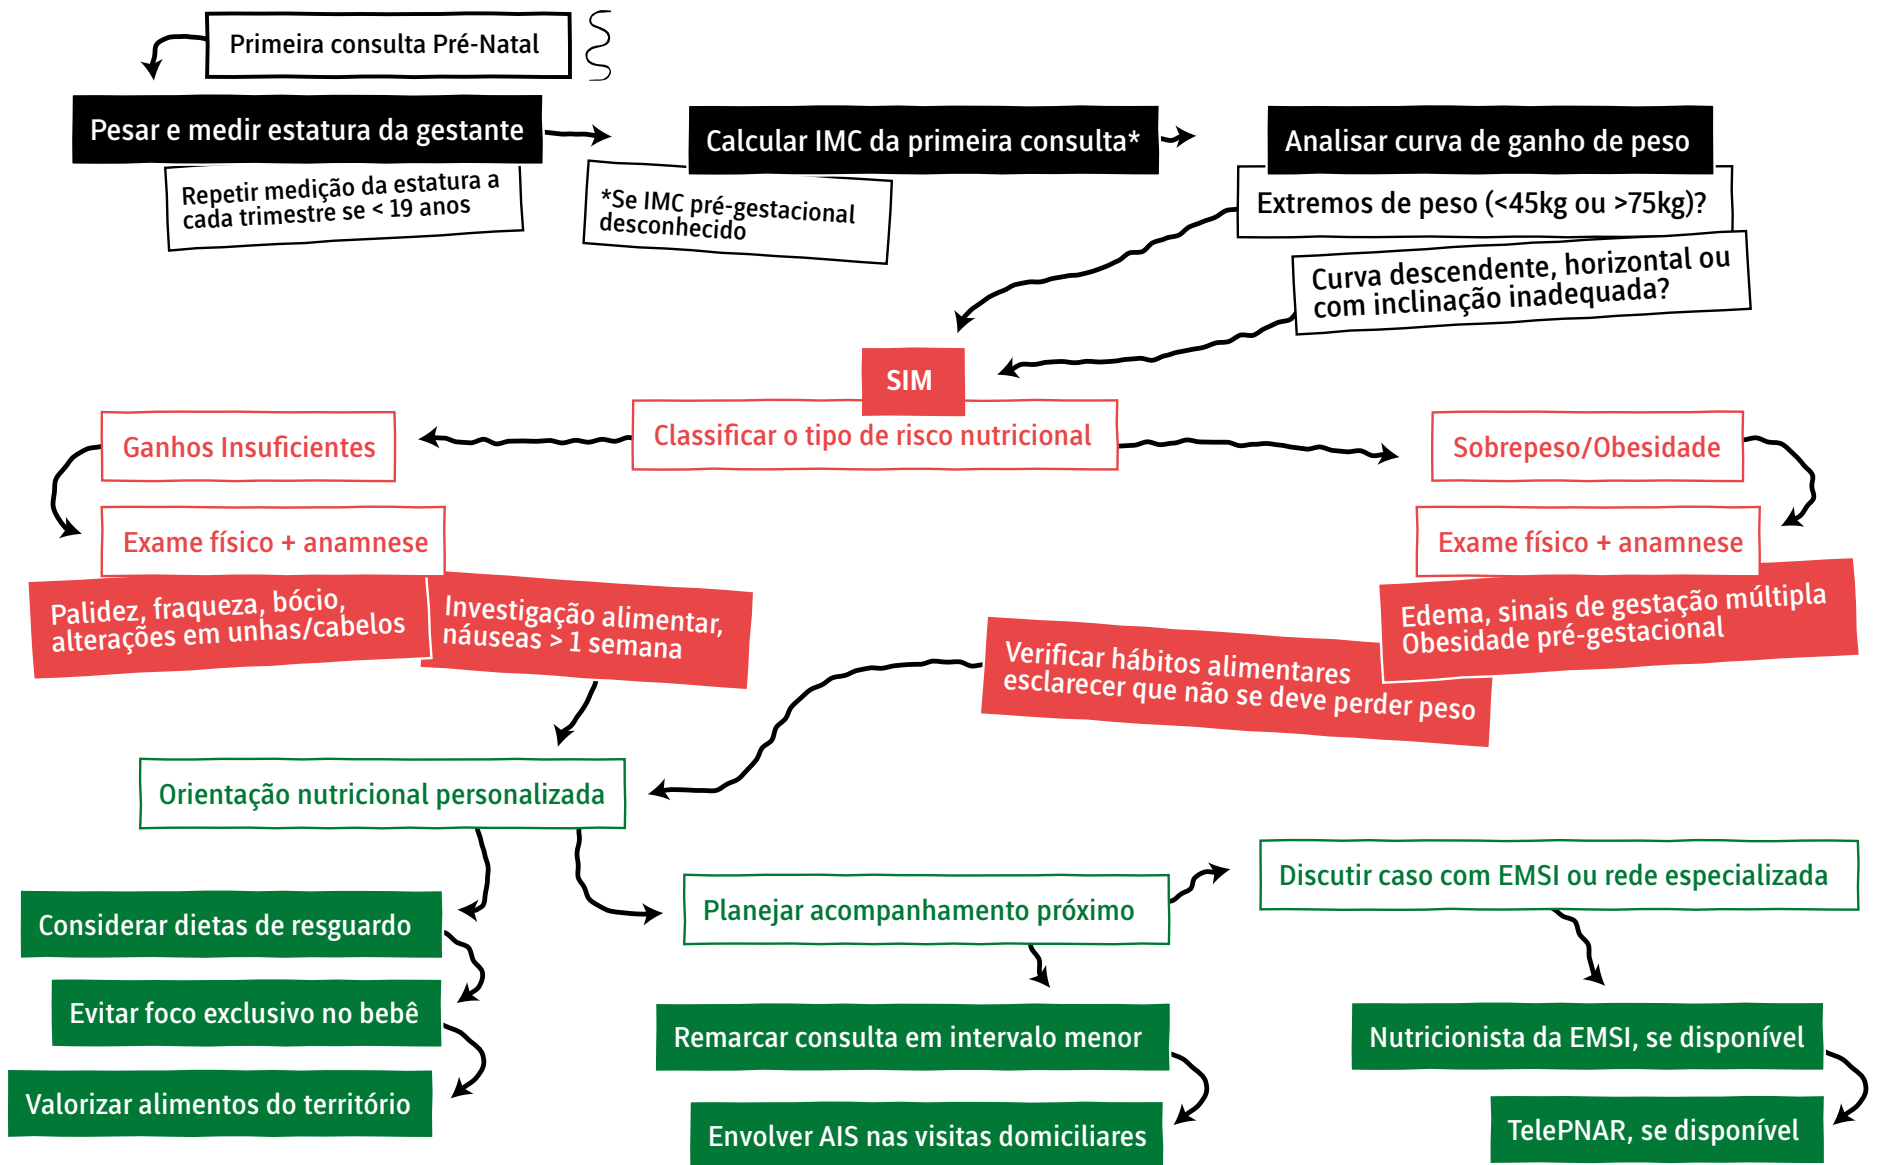 Primeira consulta Pré-Natal
Pesar e medir estatura da gestante
Repetir medição da estatura a
cada trimestre se < 19 anos
Calcular IMC da primeira consulta*
*Se IMC pré-gestacional
desconhecido
Analisar curva de ganho de peso
Extremos de peso (<45kg ou >75kg)?
Curva descendente, horizontal ou
com inclinação inadequada?
SIM
Classificar o tipo de risco nutricional
Ganhos Insuficientes
Exame físico + anamnese
Palidez, fraqueza, bócio,
alterações em unhas/cabelos
Investigação alimentar,
náuseas > 1 semana
Sobrepeso/Obesidade
Exame físico + anamnese
Edema, sinais de gestação múltipla
Obesidade pré-gestacional
Verificar hábitos alimentares
esclarecer que não se deve perder peso
Orientação nutricional personalizada
Considerar dietas de resguardo
Evitar foco exclusivo no bebê
Valorizar alimentos do território
Planejar acompanhamento próximo
Remarcar consulta em intervalo menor
Envolver AIS nas visitas domiciliares
Discutir caso com EMSI ou rede especializada
Nutricionista da EMSI, se disponível
TelePNAR, se disponível